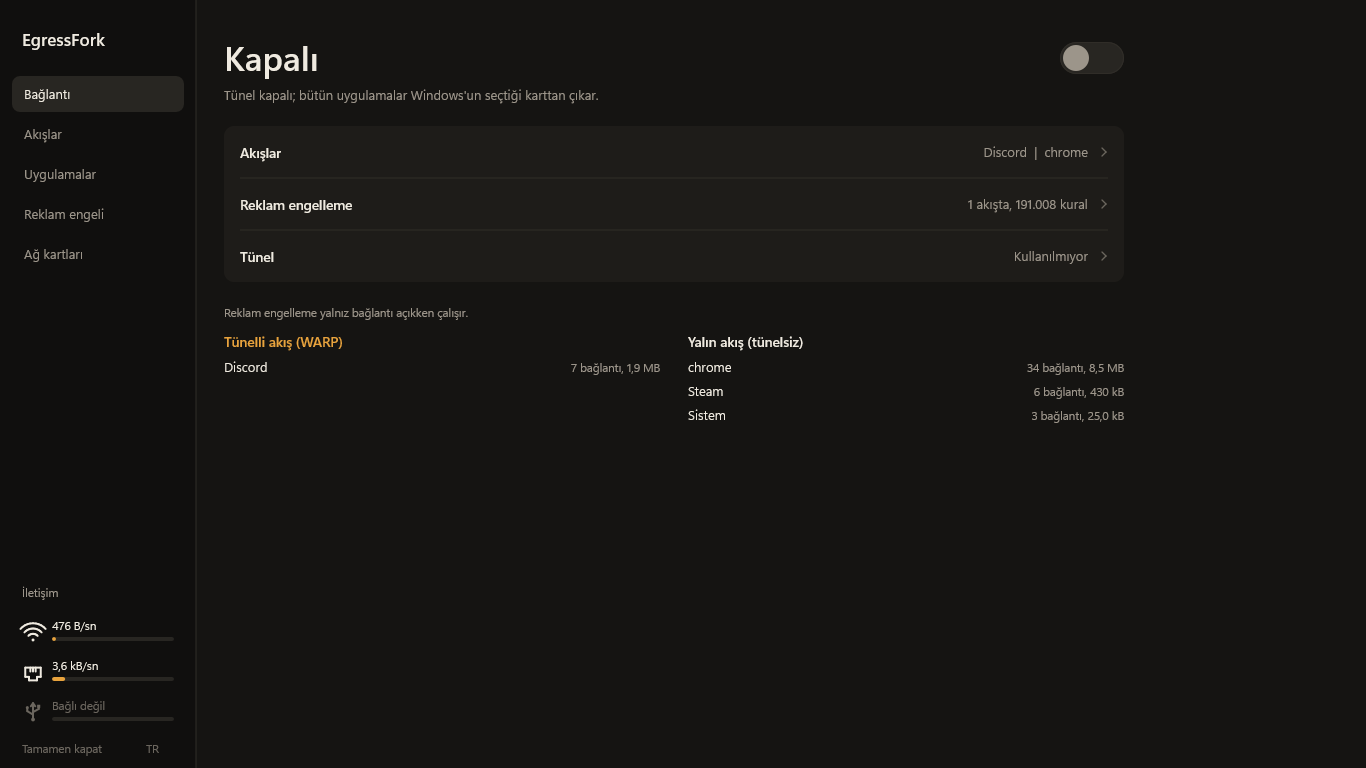 EgressFork
Bağlantı
Akışlar
Uygulamalar
Reklam engeli
Ağ kartları
İletişim
476 B/sn
3,6 kB/sn
Bağlı değil
Tamamen kapat TR
Kapalı
Tünel kapalı; bütün uygulamalar Windows'un seçtiği karttan çıkar.
Akışlar Discord | chrome
Reklam engelleme 1 akışta, 191.008 kural
Tünel Kullanılmıyor
Reklam engelleme yalnız bağlantı açıkken çalışır.
Tünelli akış (WARP)
Discord 7 bağlantı, 1,9 MB
Yalın akış (tünelsiz)
chrome 34 bağlantı, 8,5 MB
Steam 6 bağlantı, 430 kB
Sistem 3 bağlantı, 25,0 kB